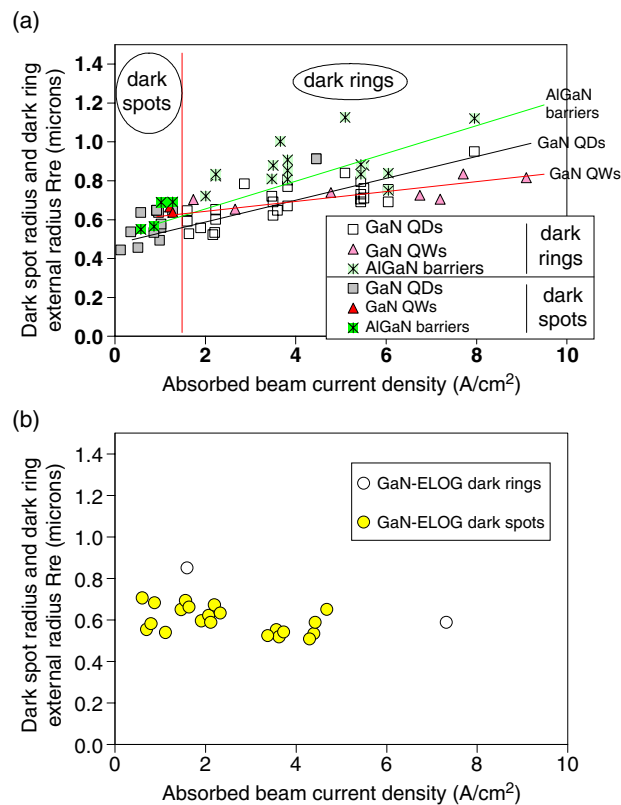 (a)
Dark spot radius and dark ring
external radius Rre (microns)
1.4
1.2
1.0
0.8
0.6
0.4
0.2
0.0
dark
spots
dark rings
AlGaN
barriers
GaN QDs
GaN QWs
GaN QDs
GaN QWs
AlGaN barriers
dark
rings
GaN QDs
GaN QWs
AlGaN barriers
dark
spots
0 2 4 6 8 10
Absorbed beam current density (A/cm²)
(b)
Dark spot radius and dark ring
external radius Rre (microns)
1.4
1.2
1.0
0.8
0.6
0.4
0.2
0.0
GaN-ELOG dark rings
GaN-ELOG dark spots
0 2 4 6 8 10
Absorbed beam current density (A/cm²)